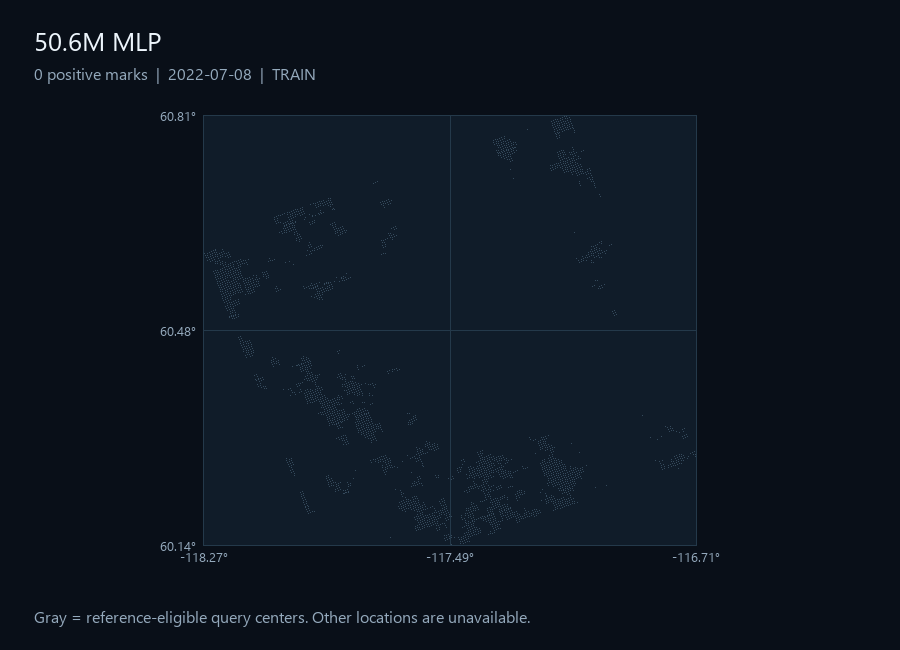 50.6M MLP
0 positive marks | 2022-07-08 | TRAIN
60.81°
60.48°
60.14°
-118.27°
-117.49°
-116.71°
Gray = reference-eligible query centers. Other locations are unavailable.